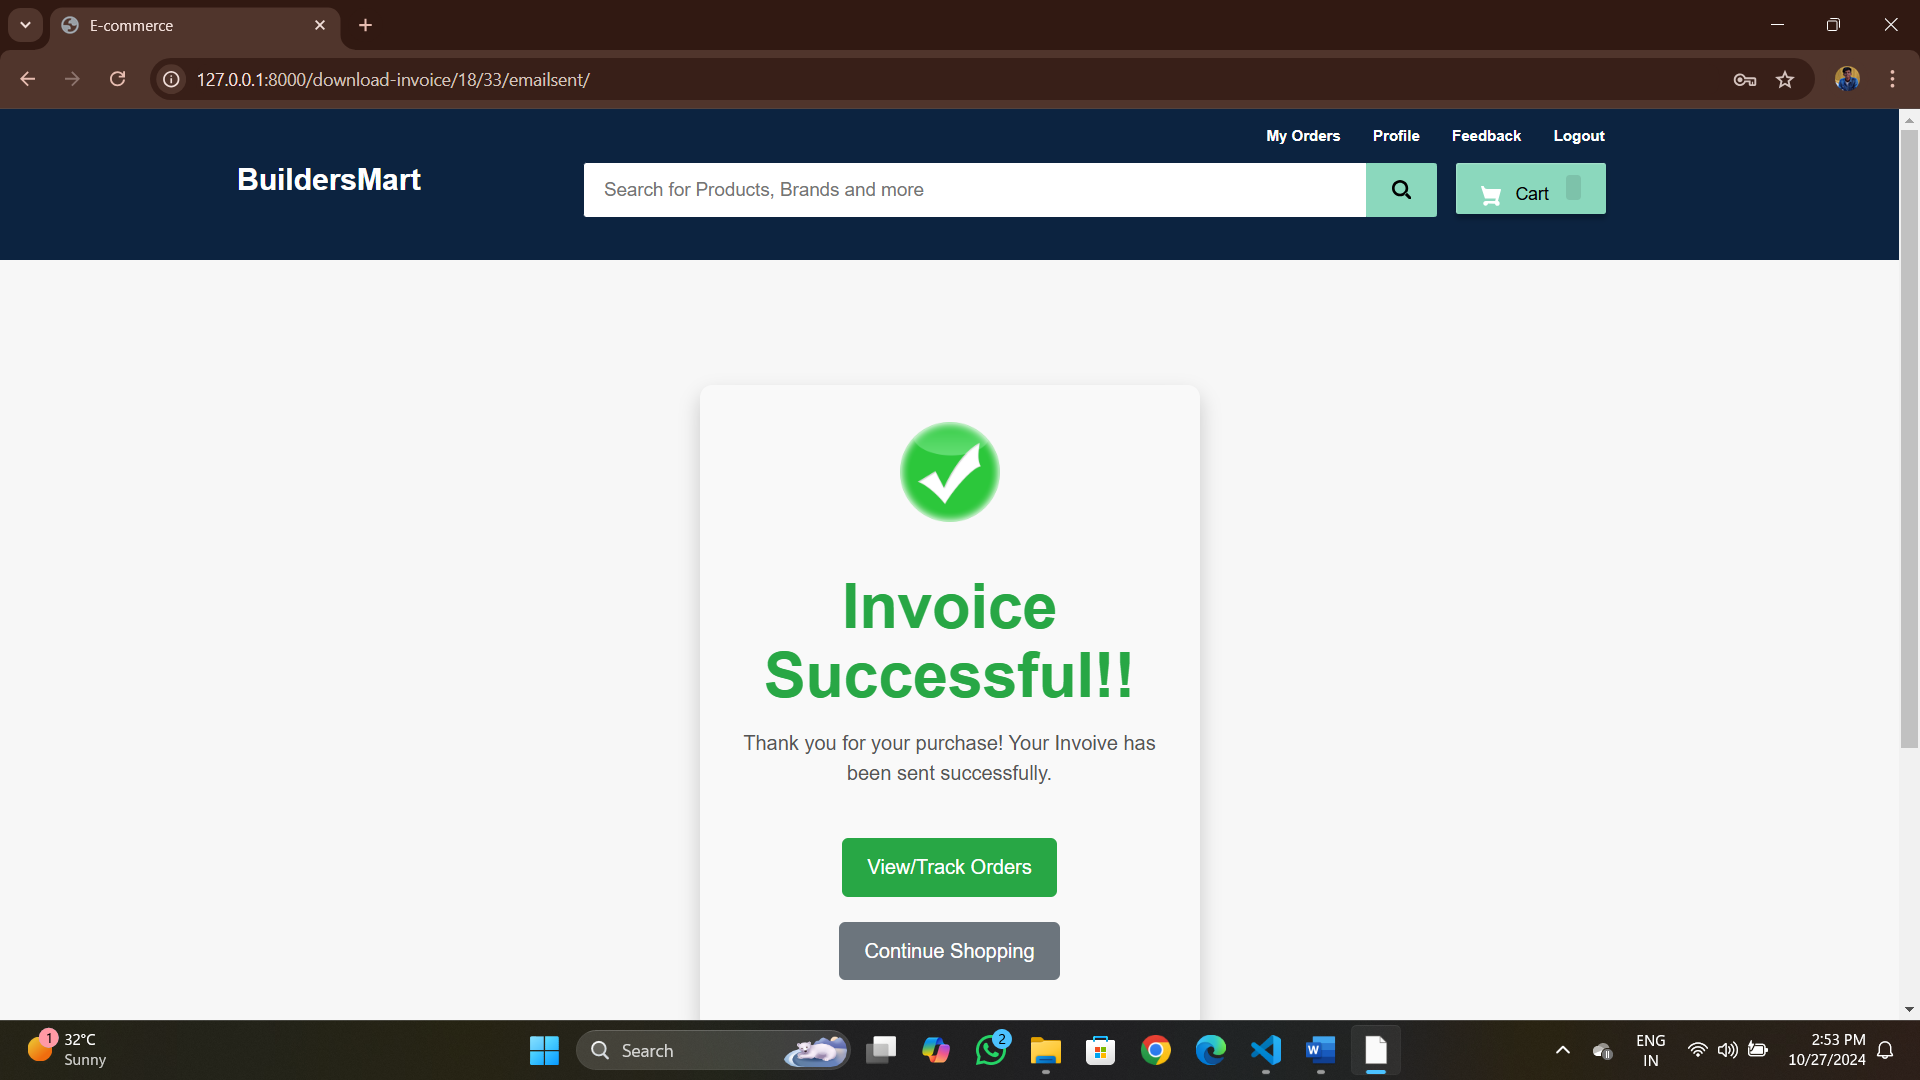 E-commerce
127.0.0.1:8000/download-invoice/18/33/emailsent/
My Orders Profile Feedback Logout
BuildersMart
Search for Products, Brands and more
Cart
Invoice
Successful!!
Thank you for your purchase! Your Invoive has
been sent successfully.
View/Track Orders
Continue Shopping
1
32°C
Sunny
Search
2
W
ENG
IN
2:53 PM
10/27/2024